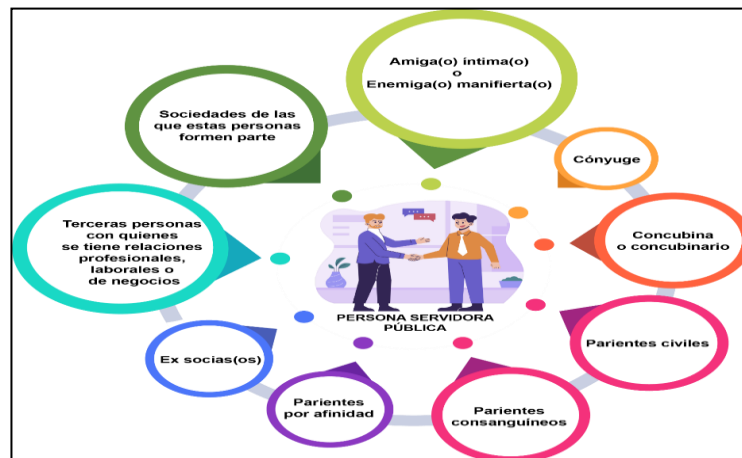 Amiga(o) íntima(o)
o
Enemiga(o) manifierta(o)
Cónyuge
Concubina
o concubinario
Parientes civiles
Parientes
consanguíneos
Parientes
por afinidad
Ex socias(os)
Terceras personas
con quienes
se tiene relaciones
profesionales,
laborales o
de negocios
Sociedades de las
que estas personas
formen parte
PERSONA SERVIDORA
PÚBLICA